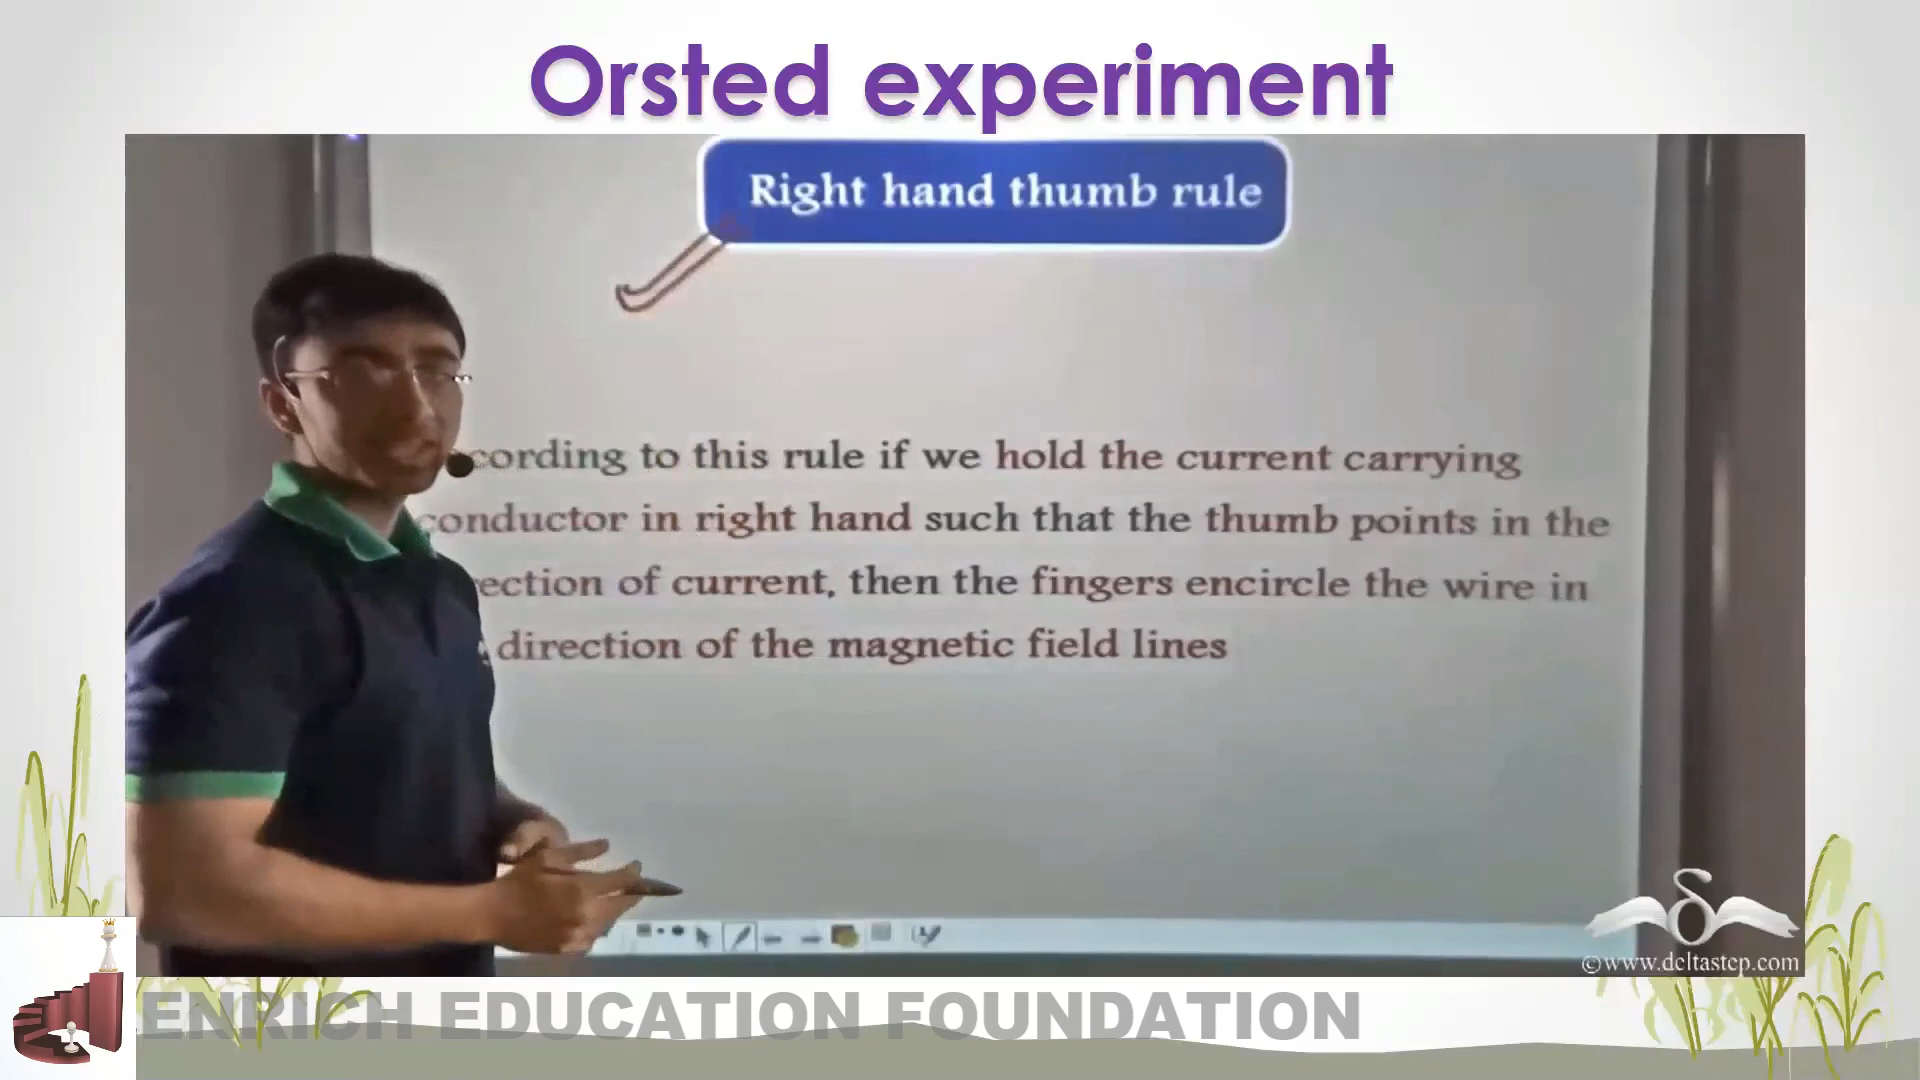 Orsted experiment
Right hand thumb rule
cording to this rule if we hold the current carrying
conductor in right hand such that the thumb points in the
rection of current, then the fingers encircle the wire in
direction of the magnetic field lines
©www.deltastep.com
ENRICH EDUCATION FOUNDATION